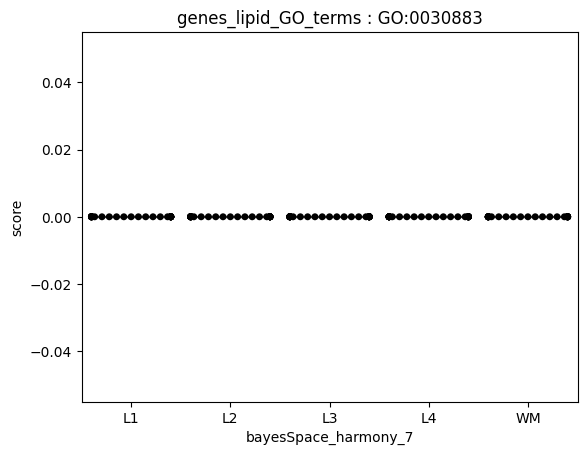 genes_lipid_GO_terms : GO:0030883
0.04
0.02
0.00
−0.02
−0.04
score
L1 L2 L3 L4 WM
bayesSpace_harmony_7